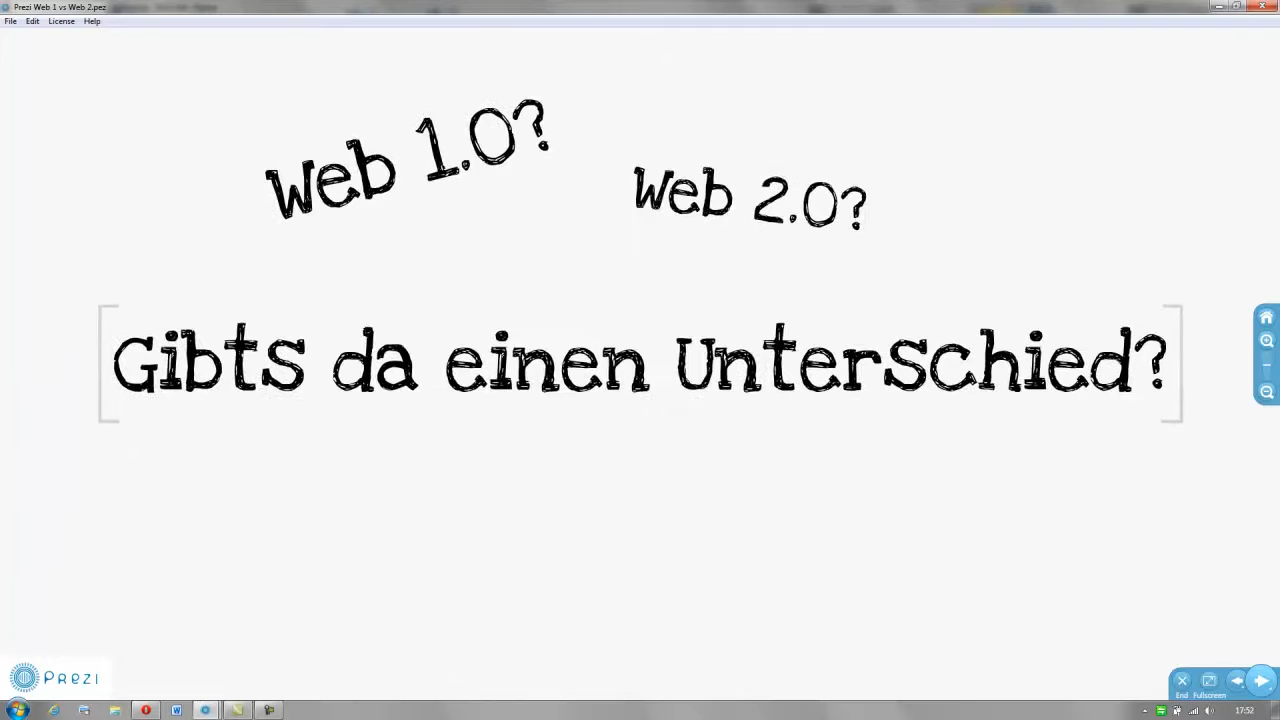 Prezi Web 1 vs Web 2.pez
File Edit License Help
Web 1.0?
Web 2.0?
Gibts da einen Unterschied?
Prezi
End Fullscreen
17:52